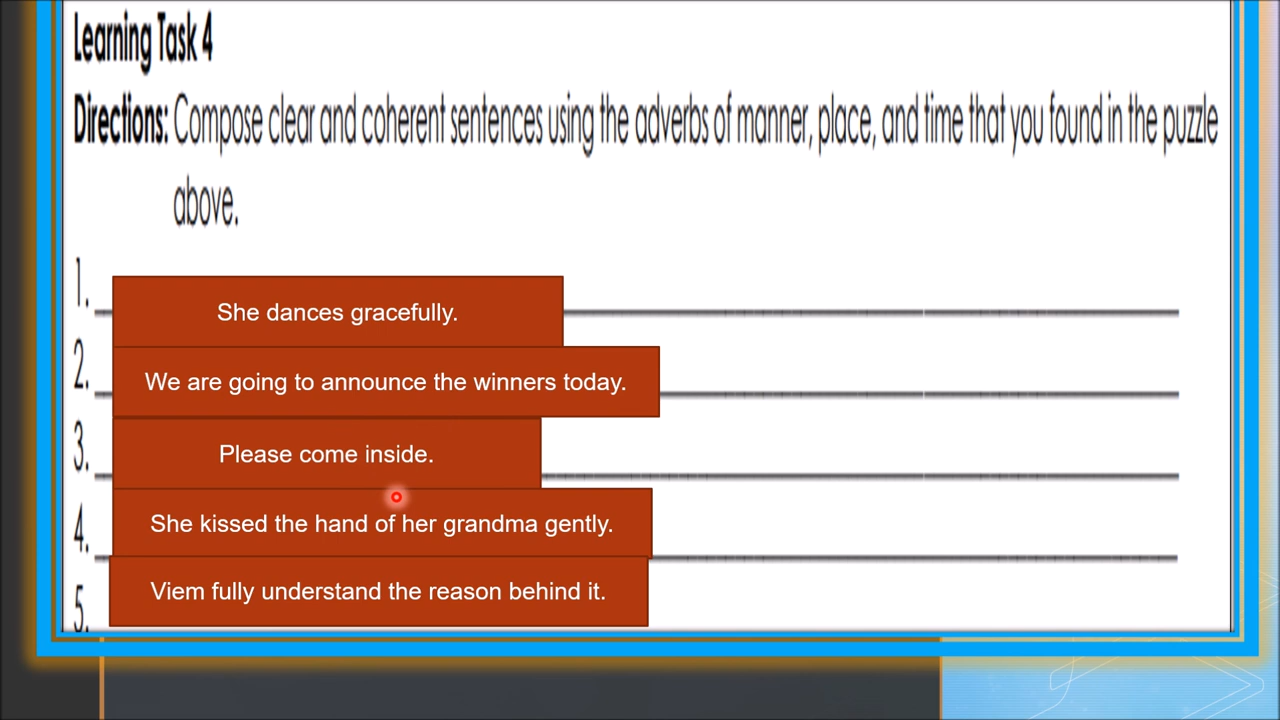 Learning Task 4
Directions: Compose clear and coherent sentences using the adverbs of manner, place, and time that you found in the puzzle
above.
1. She dances gracefully.
2. We are going to announce the winners today.
3. Please come inside.
4. She kissed the hand of her grandma gently.
5. Viem fully understand the reason behind it.